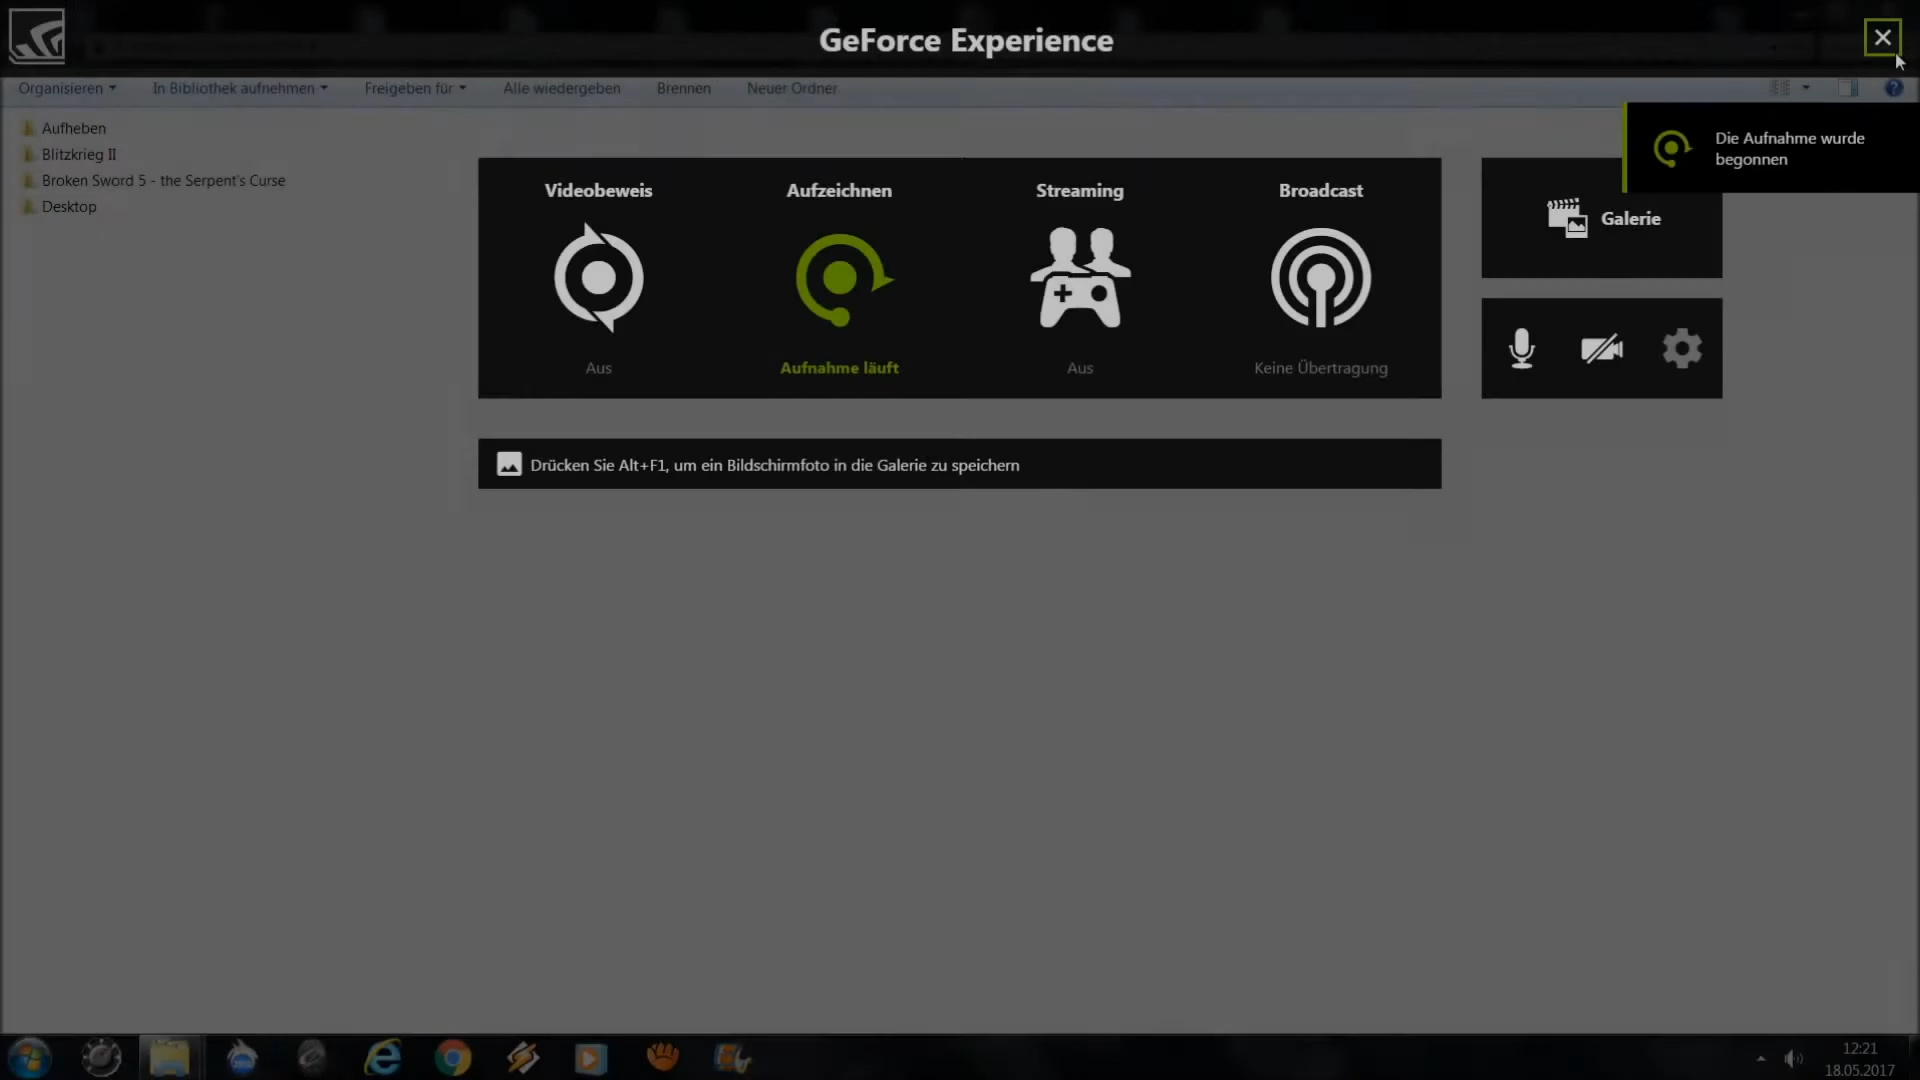 GeForce Experience
Organisieren
In Bibliothek aufnehmen
Freigeben für
Alle wiedergeben
Brennen
Neuer Ordner
Aufheben
Blitzkrieg II
Broken Sword 5 - the Serpent's Curse
Desktop
Die Aufnahme wurde
begonnen
Videobeweis
Aufzeichnen
Streaming
Broadcast
Galerie
Aus
Aufnahme läuft
Aus
Keine Übertragung
Drücken Sie Alt+F1, um ein Bildschirmfoto in die Galerie zu speichern
12:21
18.05.2017